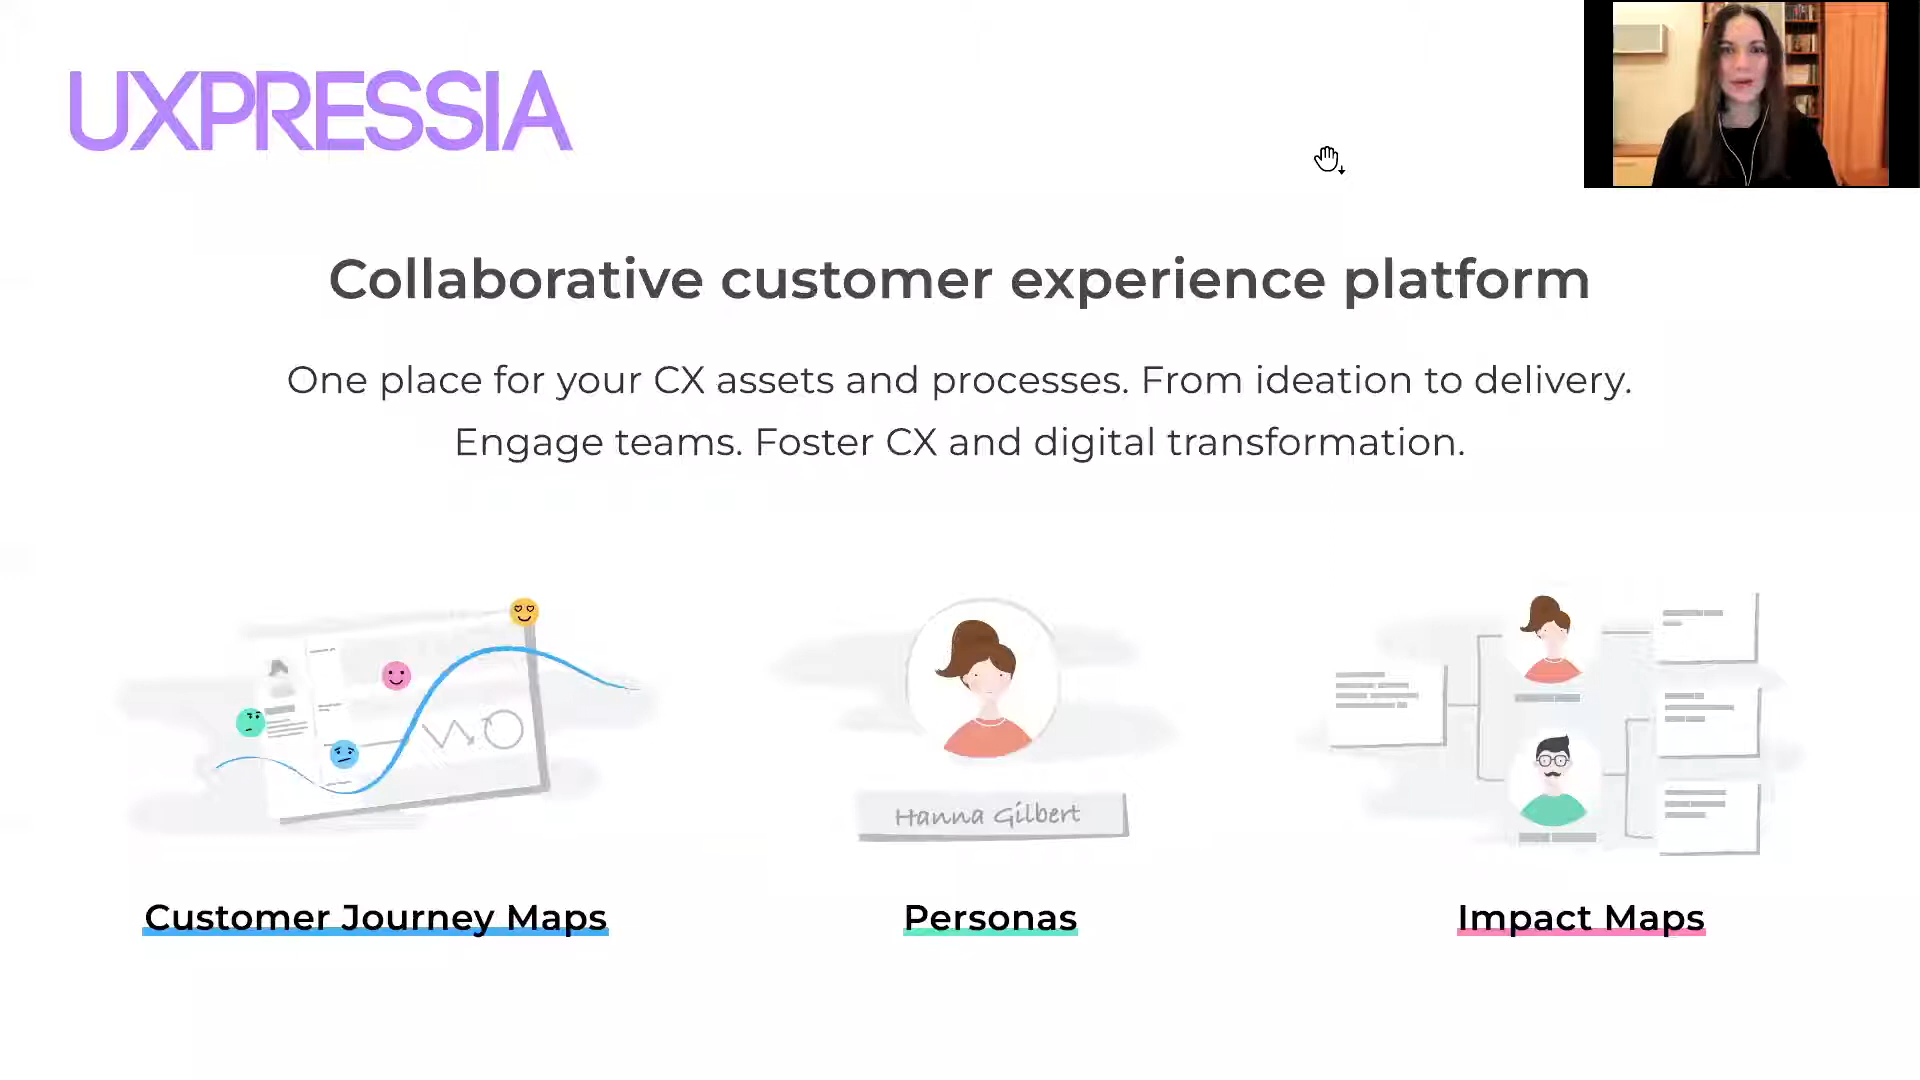 UXPRESSIA
Collaborative customer experience platform
One place for your CX assets and processes. From ideation to delivery.
Engage teams. Foster CX and digital transformation.
Hanna Gilbert
Customer Journey Maps
Personas
Impact Maps